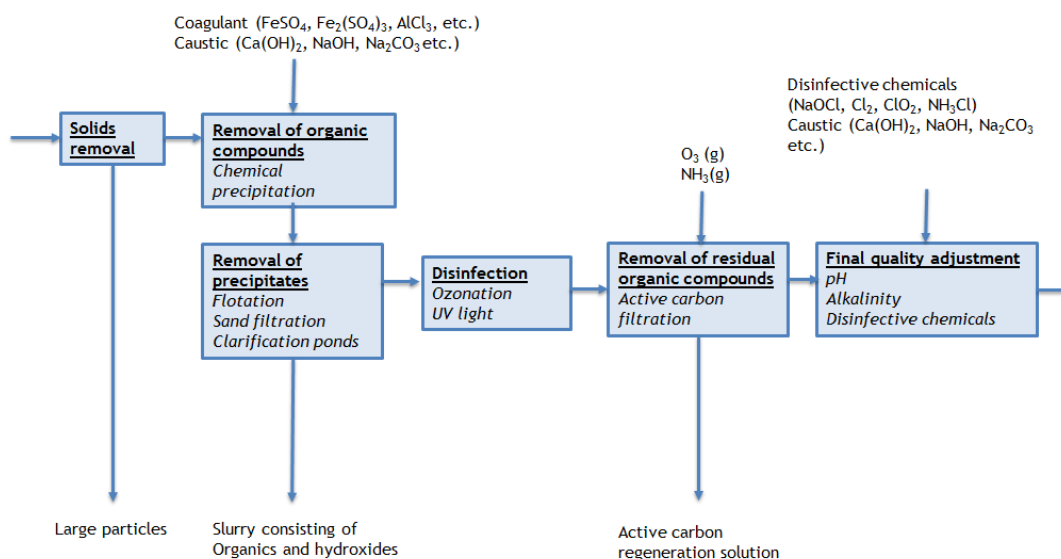 Coagulant (FeSO₄, Fe₂(SO₄)₃, AlCl₃, etc.)
Caustic (Ca(OH)₂, NaOH, Na₂CO₃ etc.)
Solids
removal
Removal of organic
compounds
Chemical
precipitation
Removal of
precipitates
Flotation
Sand filtration
Clarification ponds
Disinfection
Ozonation
UV light
O₃ (g)
NH₃(g)
Removal of residual
organic compounds
Active carbon
filtration
Disinfective chemicals
(NaOCl, Cl₂, ClO₂, NH₃Cl)
Caustic (Ca(OH)₂, NaOH, Na₂CO₃
etc.)
Final quality adjustment
pH
Alkalinity
Disinfective chemicals
Large particles
Slurry consisting of
Organics and hydroxides
Active carbon
regeneration solution